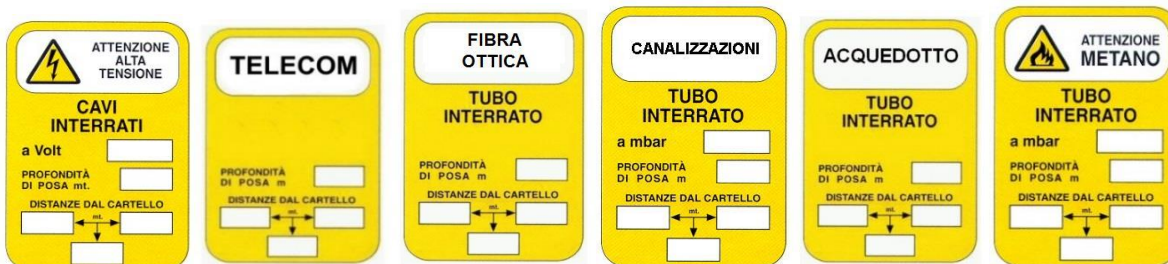 ATTENZIONE
ALTA
TENSIONE
CAVI
INTERRATI
a Volt
PROFONDITÀ
DI POSA mt.
DISTANZE DAL CARTELLO
mt.
TELECOM
PROFONDITÀ
DI POSA m
DISTANZE DAL CARTELLO
mt.
FIBRA
OTTICA
TUBO
INTERRATO
PROFONDITÀ
DI POSA m
DISTANZE DAL CARTELLO
mt.
CANALIZZAZIONI
TUBO
INTERRATO
a mbar
PROFONDITÀ
DI POSA m
DISTANZE DAL CARTELLO
mt.
ACQUEDOTTO
TUBO
INTERRATO
PROFONDITÀ
DI POSA m
DISTANZE DAL CARTELLO
mt.
ATTENZIONE
METANO
TUBO
INTERRATO
a mbar
PROFONDITÀ
DI POSA m
DISTANZE DAL CARTELLO
mt.